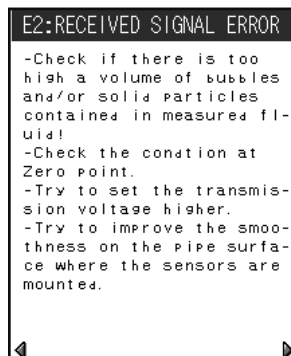 E2:RECEIVED SIGNAL ERROR
-Check if there is too
high a volume of bubbles
and/or solid particles
contained in measured fl-
uid!
-Check the condtion at
Zero point.
-Try to set the transmis-
sion voltage higher.
-Try to improve the smoo-
thness on the pipe surfa-
ce where the sensors are
mounted.